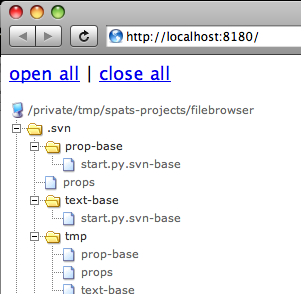 http://localhost:8180/
open all | close all
/private/tmp/spats-projects/filebrowser
.svn
prop-base
start.py.svn-base
props
text-base
start.py.svn-base
tmp
prop-base
props
text-base